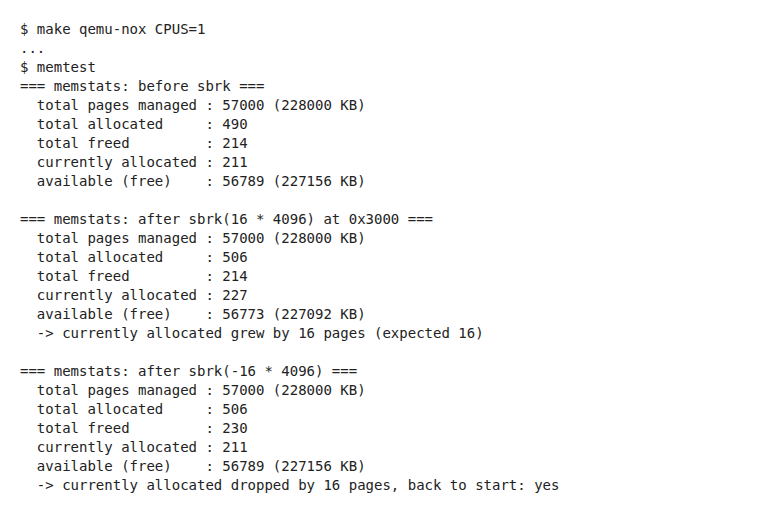 $ make qemu-nox CPUS=1
...
$ memtest
=== memstats: before sbrk ===
  total pages managed : 57000 (228000 KB)
  total allocated     : 490
  total freed         : 214
  currently allocated : 211
  available (free)    : 56789 (227156 KB)

=== memstats: after sbrk(16 * 4096) at 0x3000 ===
  total pages managed : 57000 (228000 KB)
  total allocated     : 506
  total freed         : 214
  currently allocated : 227
  available (free)    : 56773 (227092 KB)
  -> currently allocated grew by 16 pages (expected 16)

=== memstats: after sbrk(-16 * 4096) ===
  total pages managed : 57000 (228000 KB)
  total allocated     : 506
  total freed         : 230
  currently allocated : 211
  available (free)    : 56789 (227156 KB)
  -> currently allocated dropped by 16 pages, back to start: yes